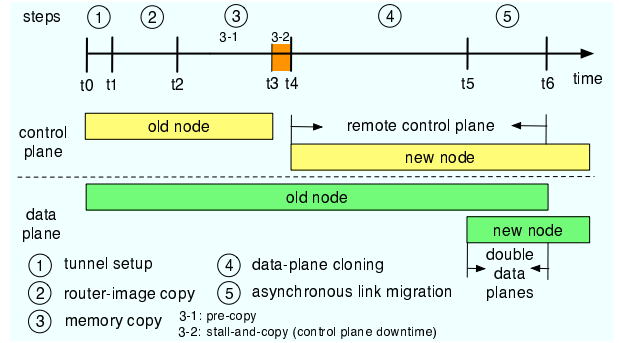 steps 1 2 3 4 5
3-1 3-2
t0 t1 t2 t3 t4 t5 t6 time
control plane
old node
remote control plane
new node
data plane
old node
new node
double data planes
1 tunnel setup
2 router-image copy
3 memory copy
3-1: pre-copy
3-2: stall-and-copy (control plane downtime)
4 data-plane cloning
5 asynchronous link migration